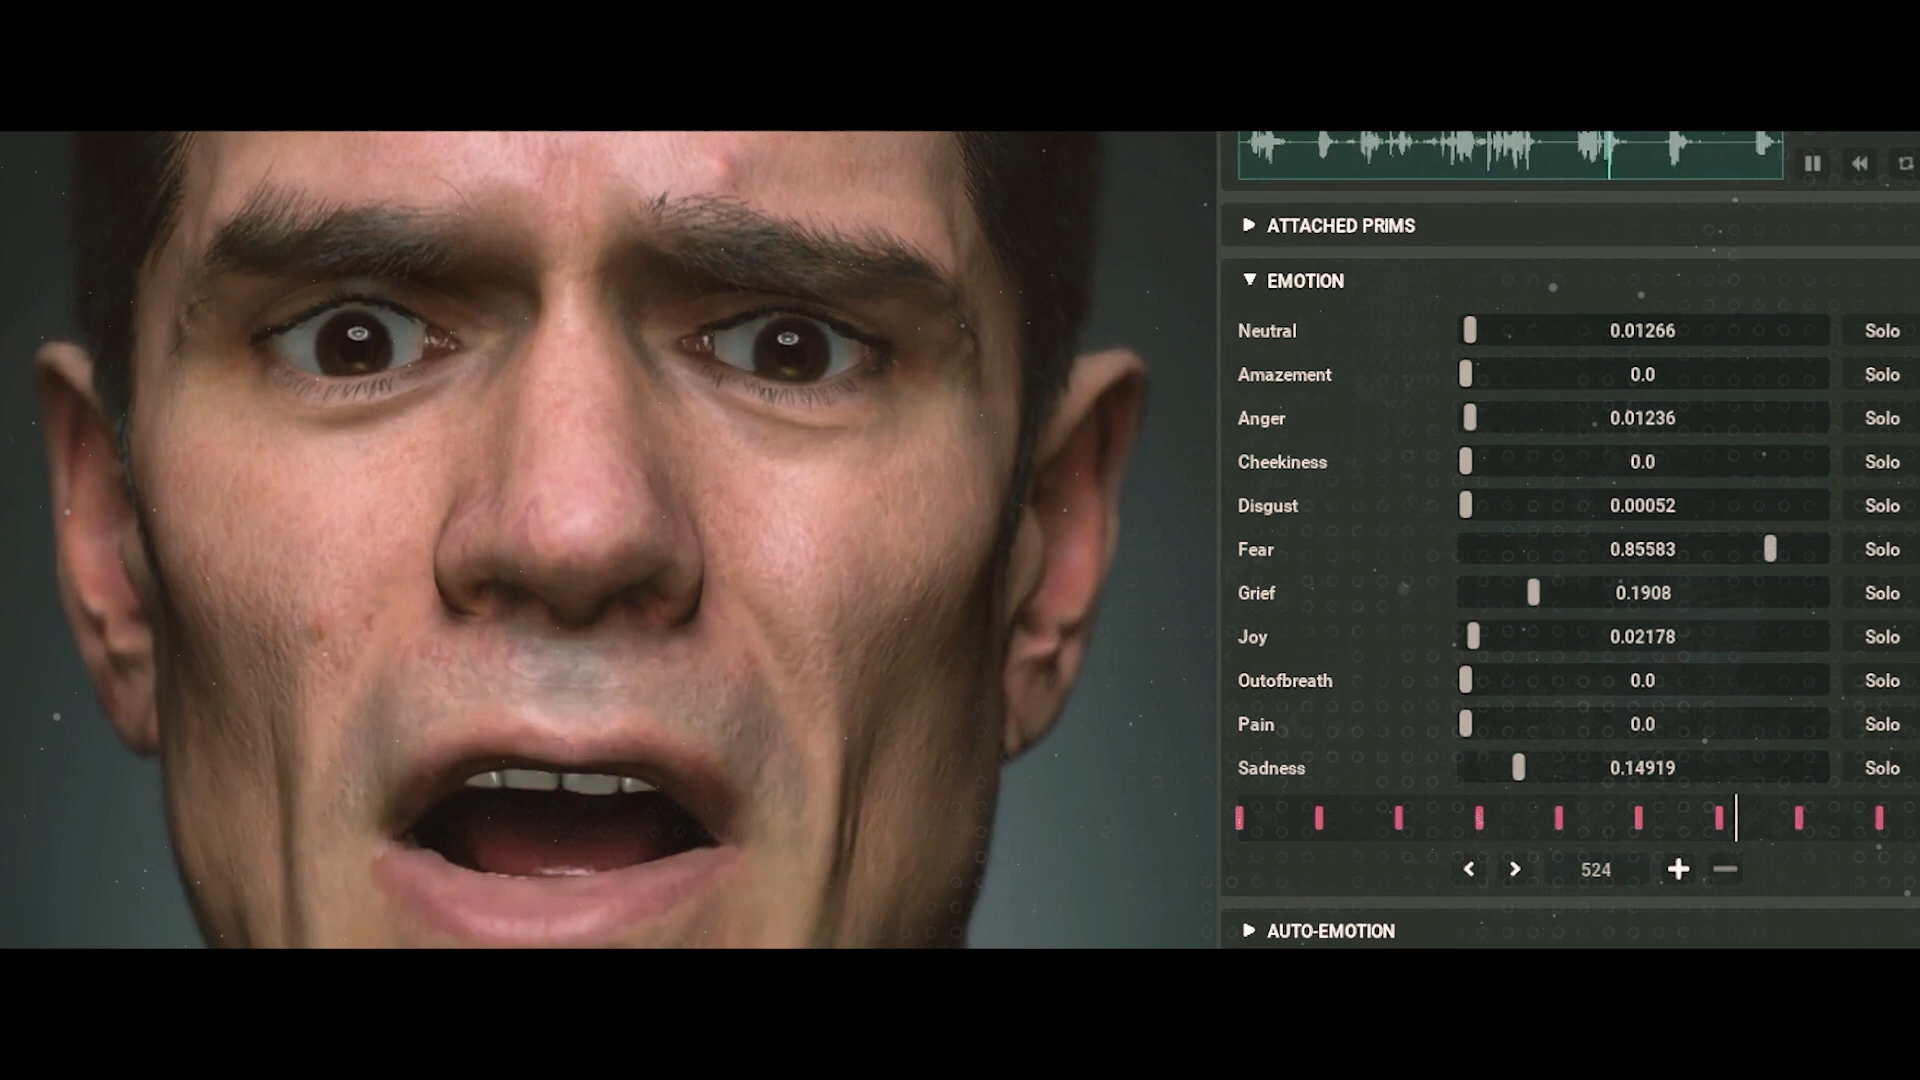 ATTACHED PRIMS
EMOTION
Neutral 0.01266 Solo
Amazement 0.0 Solo
Anger 0.01236 Solo
Cheekiness 0.0 Solo
Disgust 0.00052 Solo
Fear 0.85583 Solo
Grief 0.1908 Solo
Joy 0.02178 Solo
Outofbreath 0.0 Solo
Pain 0.0 Solo
Sadness 0.14919 Solo
524
AUTO-EMOTION